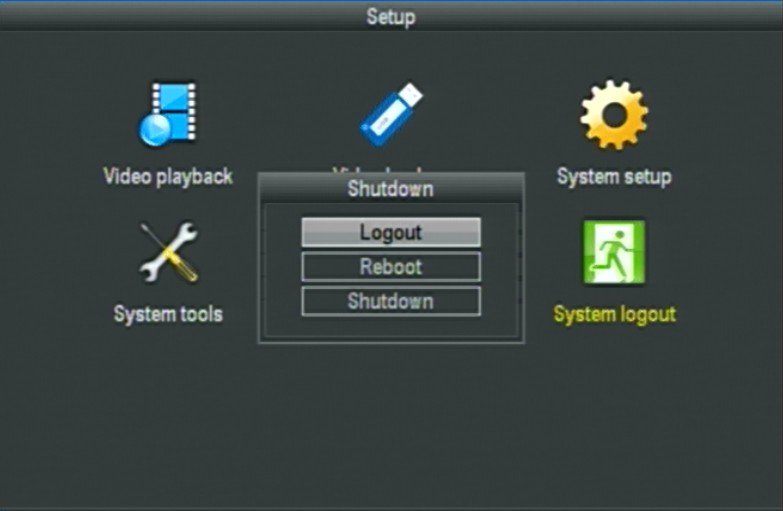 Setup
Video playback
System setup
Shutdown
Logout
Reboot
Shutdown
System tools
System logout